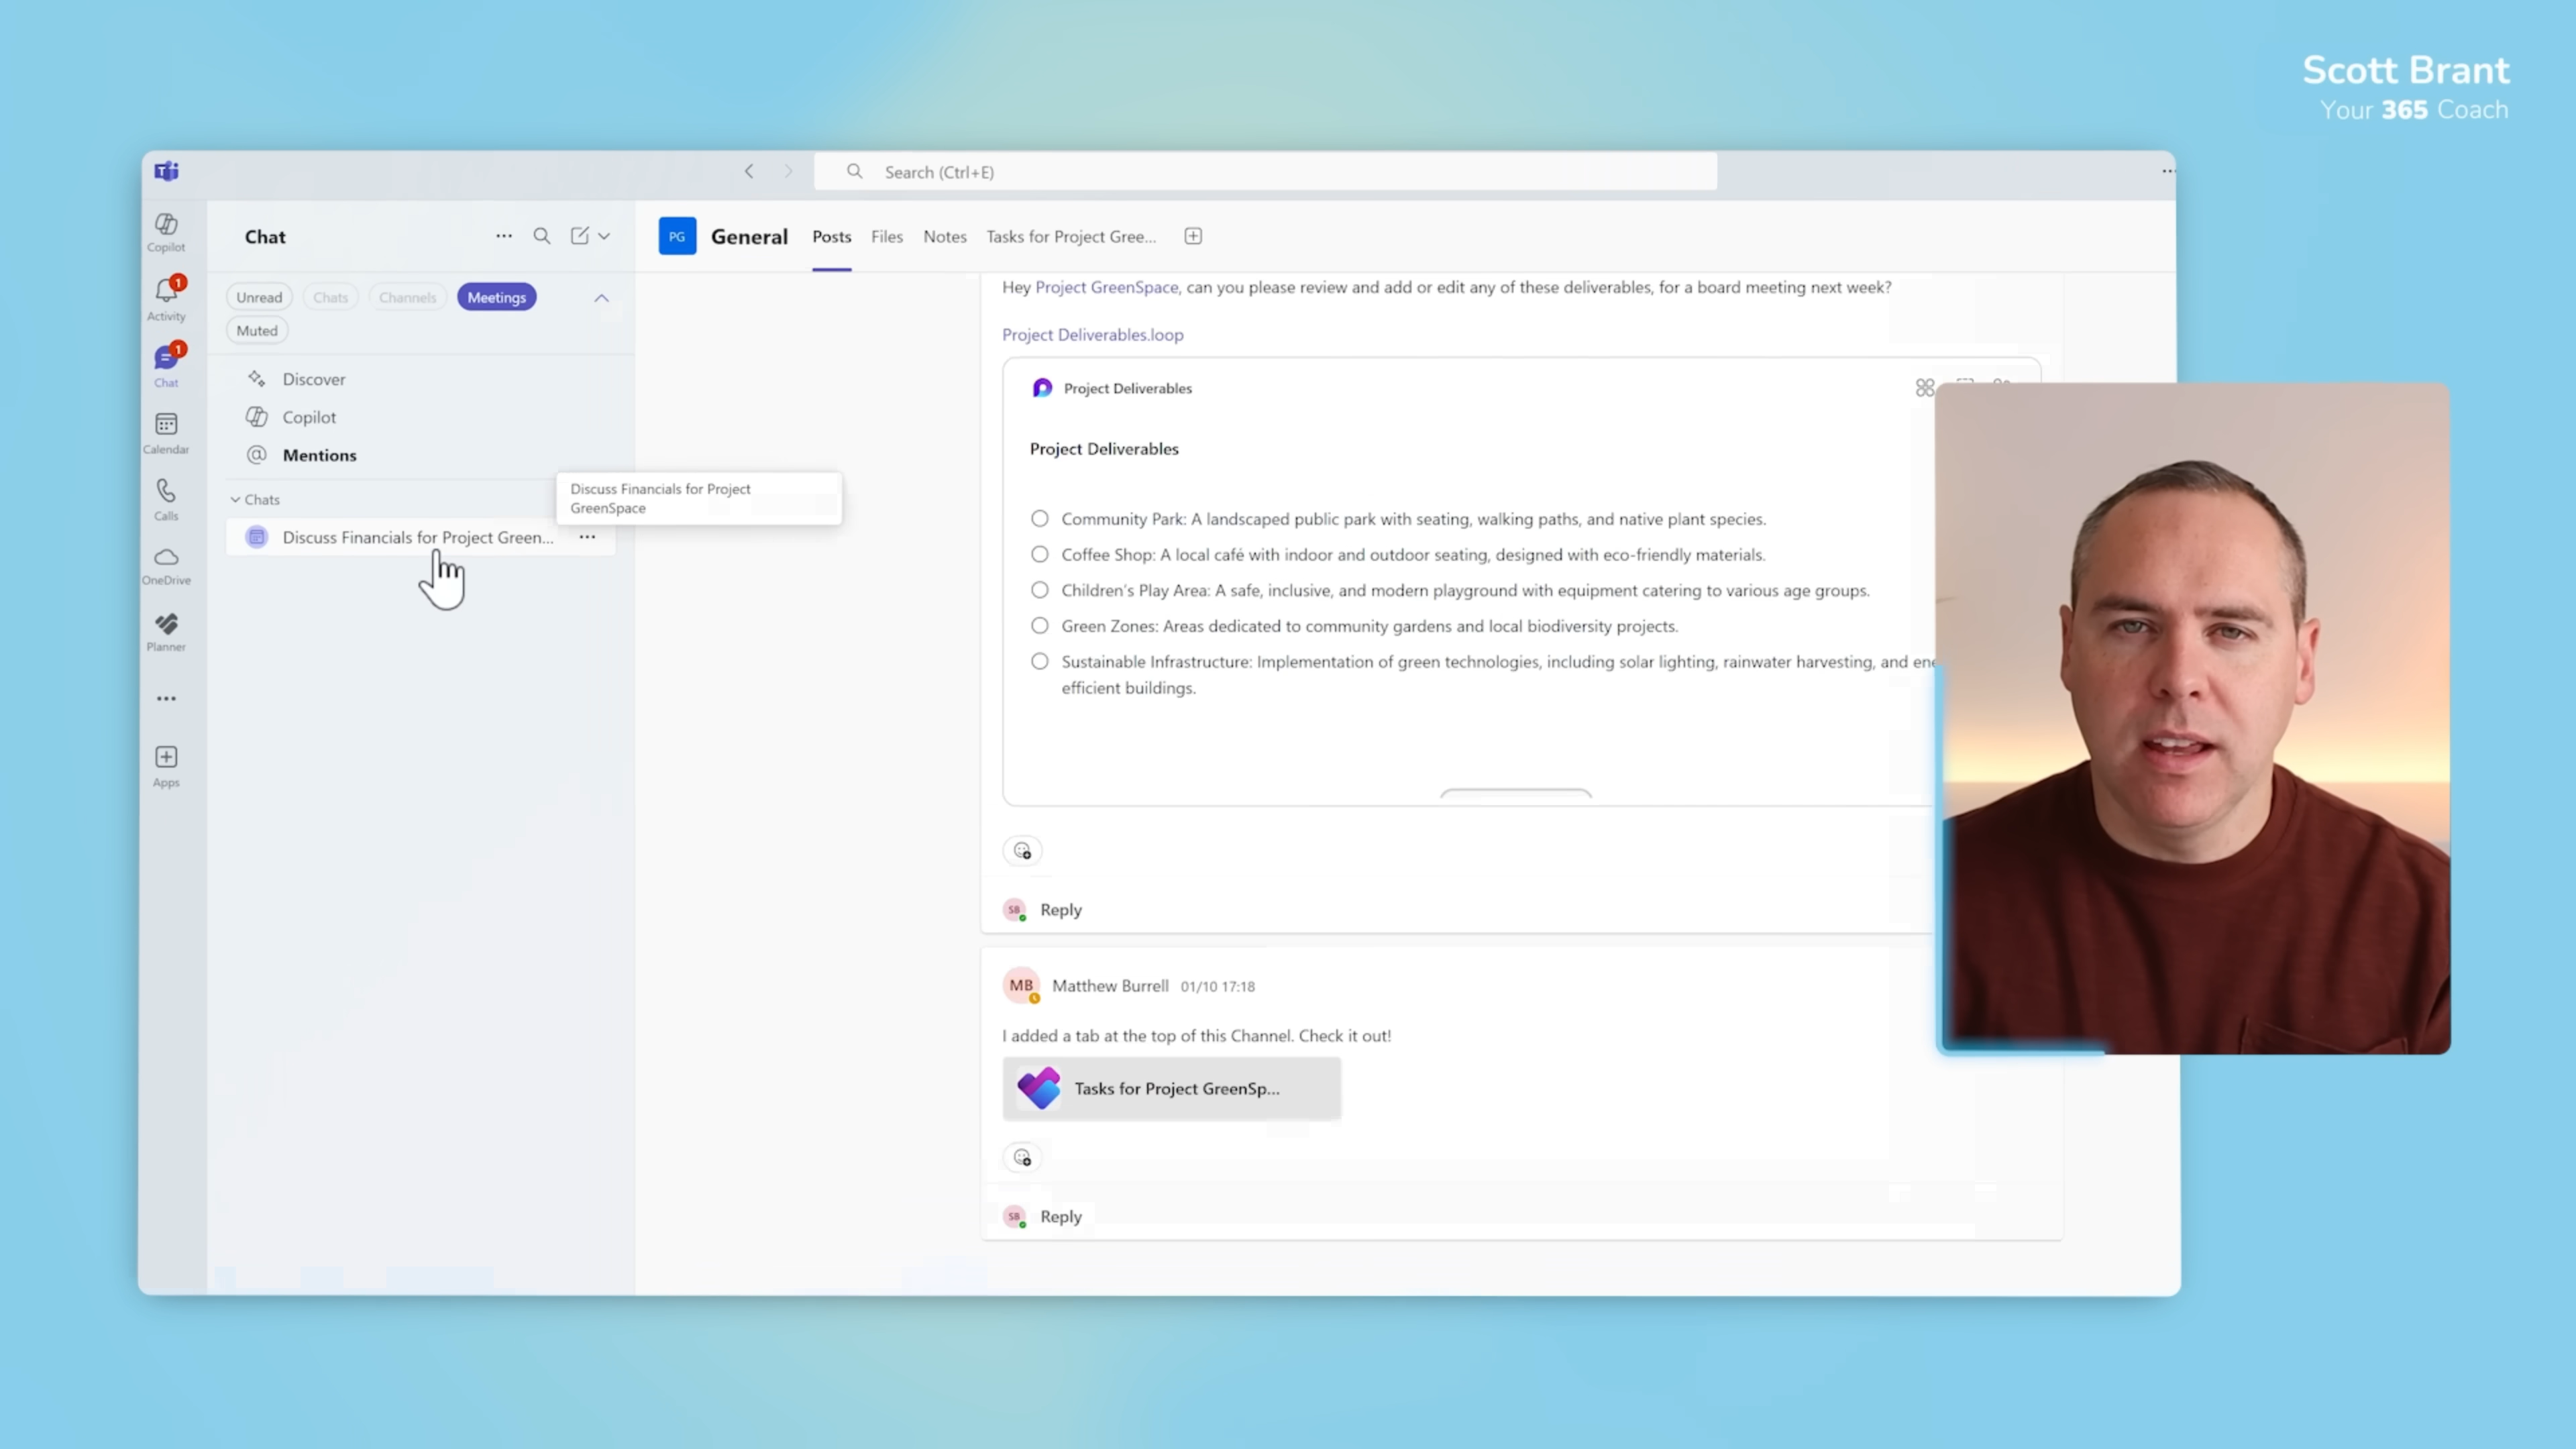 Scott Brant
Your 365 Coach
Search (Ctrl+E)
Copilot
1
Activity
1
Chat
Calendar
Calls
OneDrive
Planner
Apps
Chat
Unread
Chats
Channels
Meetings
Muted
Discover
Copilot
@ Mentions
Chats
Discuss Financials for Project Green...
Discuss Financials for Project
GreenSpace
PG
General
Posts
Files
Notes
Tasks for Project Gree...
Hey Project GreenSpace, can you please review and add or edit any of these deliverables, for a board meeting next week?
Project Deliverables.loop
Project Deliverables
Project Deliverables
Community Park: A landscaped public park with seating, walking paths, and native plant species.
Coffee Shop: A local café with indoor and outdoor seating, designed with eco-friendly materials.
Children's Play Area: A safe, inclusive, and modern playground with equipment catering to various age groups.
Green Zones: Areas dedicated to community gardens and local biodiversity projects.
Sustainable Infrastructure: Implementation of green technologies, including solar lighting, rainwater harvesting, and
efficient buildings.
SB
Reply
MB
Matthew Burrell 01/10 17:18
I added a tab at the top of this Channel. Check it out!
Tasks for Project GreenSp...
SB
Reply